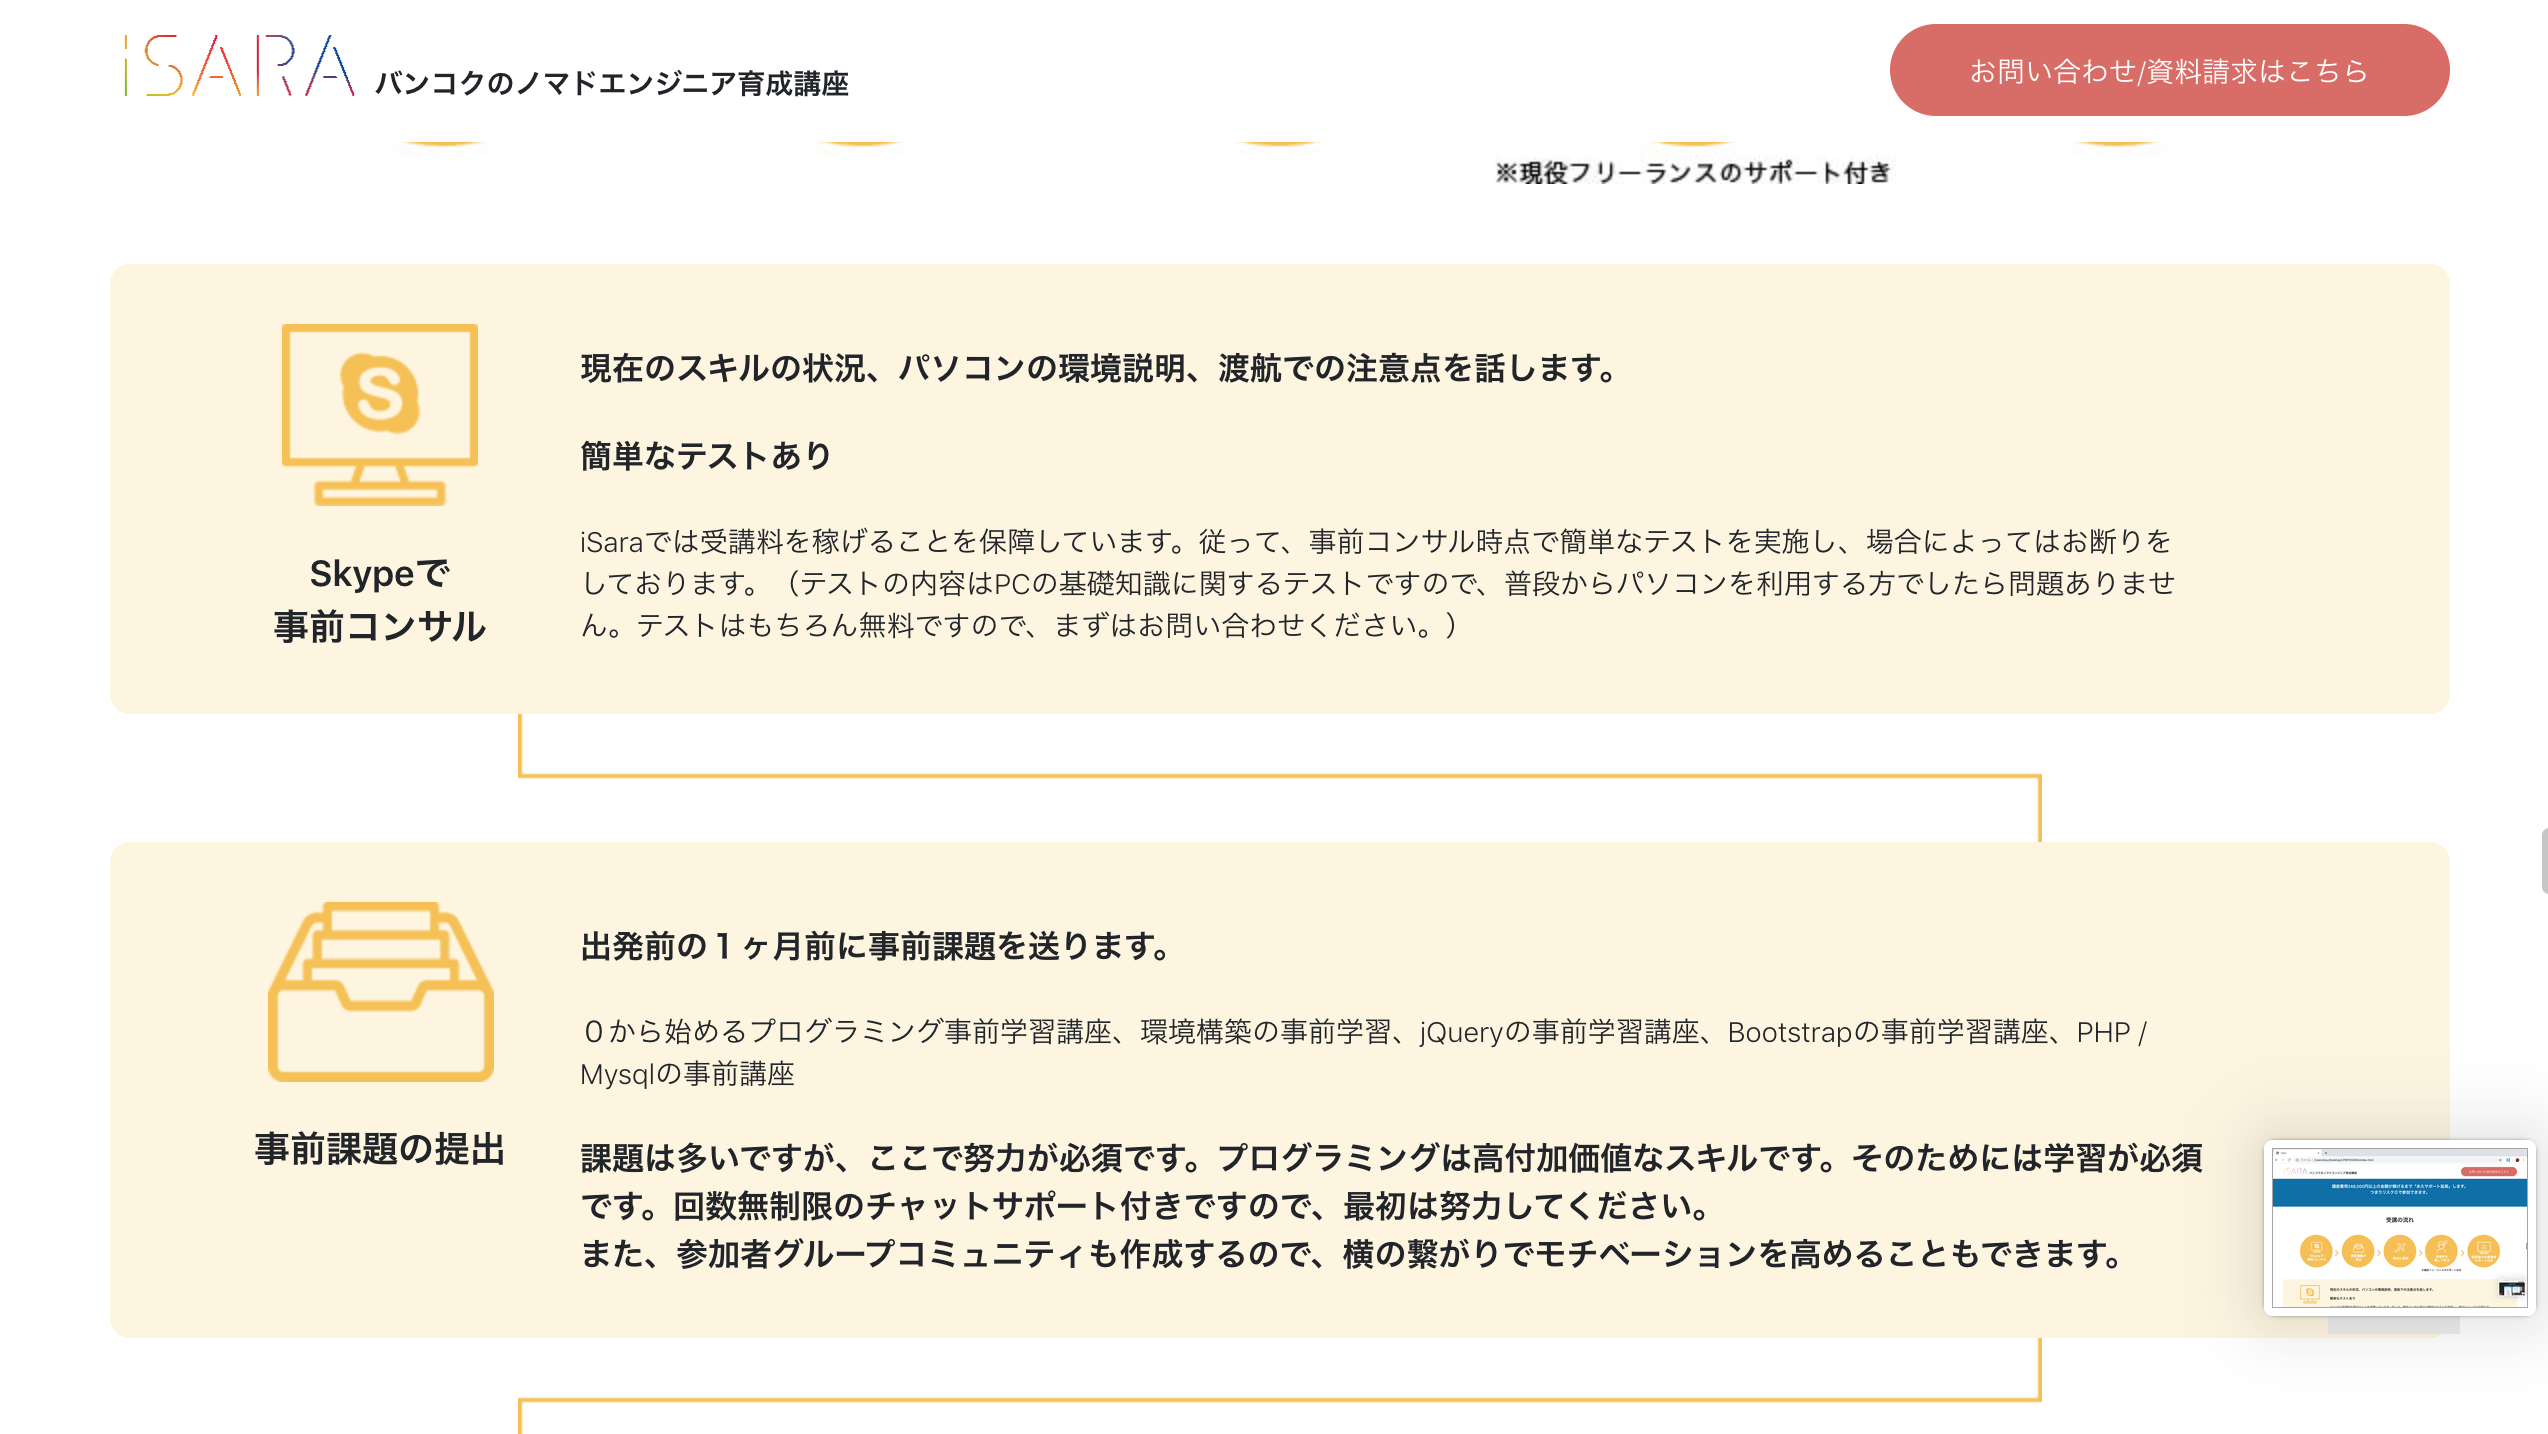 iSARA バンコクのノマドエンジニア育成講座
お問い合わせ/資料請求はこちら
※現役フリーランスのサポート付き
Skypeで
事前コンサル
現在のスキルの状況、パソコンの環境説明、渡航での注意点を話します。
簡単なテストあり
iSaraでは受講料を稼げることを保障しています。従って、事前コンサル時点で簡単なテストを実施し、場合によってはお断りを
しております。（テストの内容はPCの基礎知識に関するテストですので、普段からパソコンを利用する方でしたら問題ありませ
ん。テストはもちろん無料ですので、まずはお問い合わせください。）
事前課題の提出
出発前の１ヶ月前に事前課題を送ります。
０から始めるプログラミング事前学習講座、環境構築の事前学習、jQueryの事前学習講座、Bootstrapの事前学習講座、PHP /
Mysqlの事前講座
課題は多いですが、ここで努力が必須です。プログラミングは高付加価値なスキルです。そのためには学習が必須
です。回数無制限のチャットサポート付きですので、最初は努力してください。
また、参加者グループコミュニティも作成するので、横の繋がりでモチベーションを高めることもできます。
受講の流れ